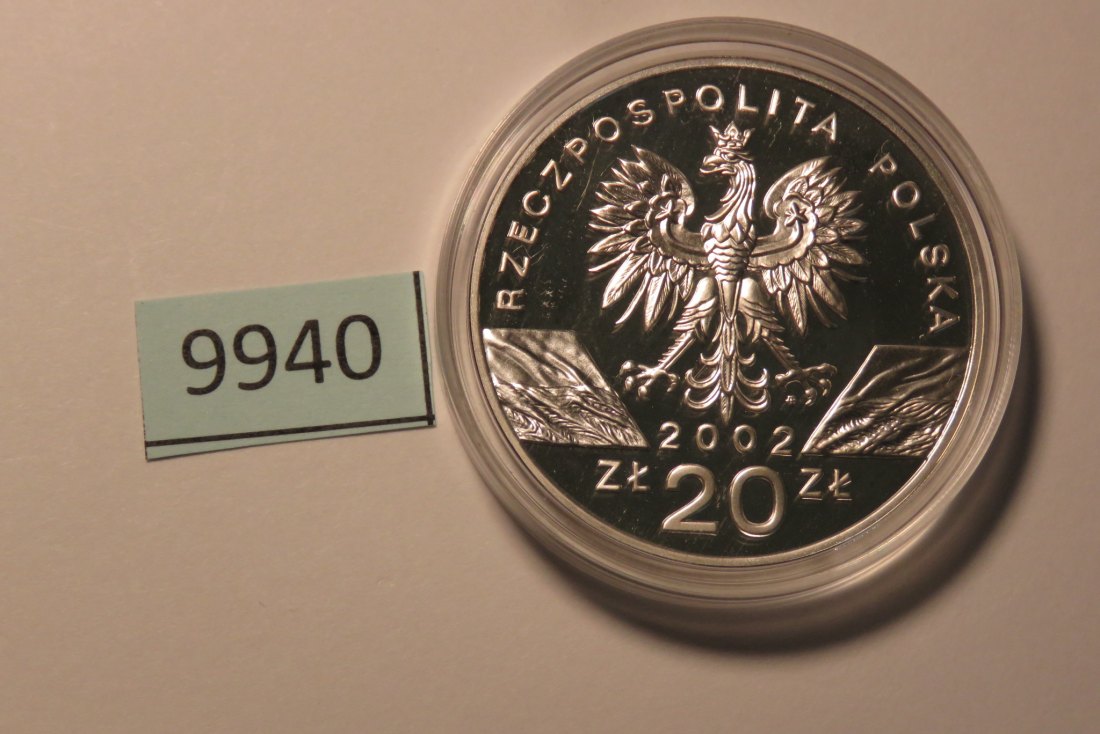 9940
RZECZPOSPOLITA POLSKA
2002
ZŁ 20 ZŁ